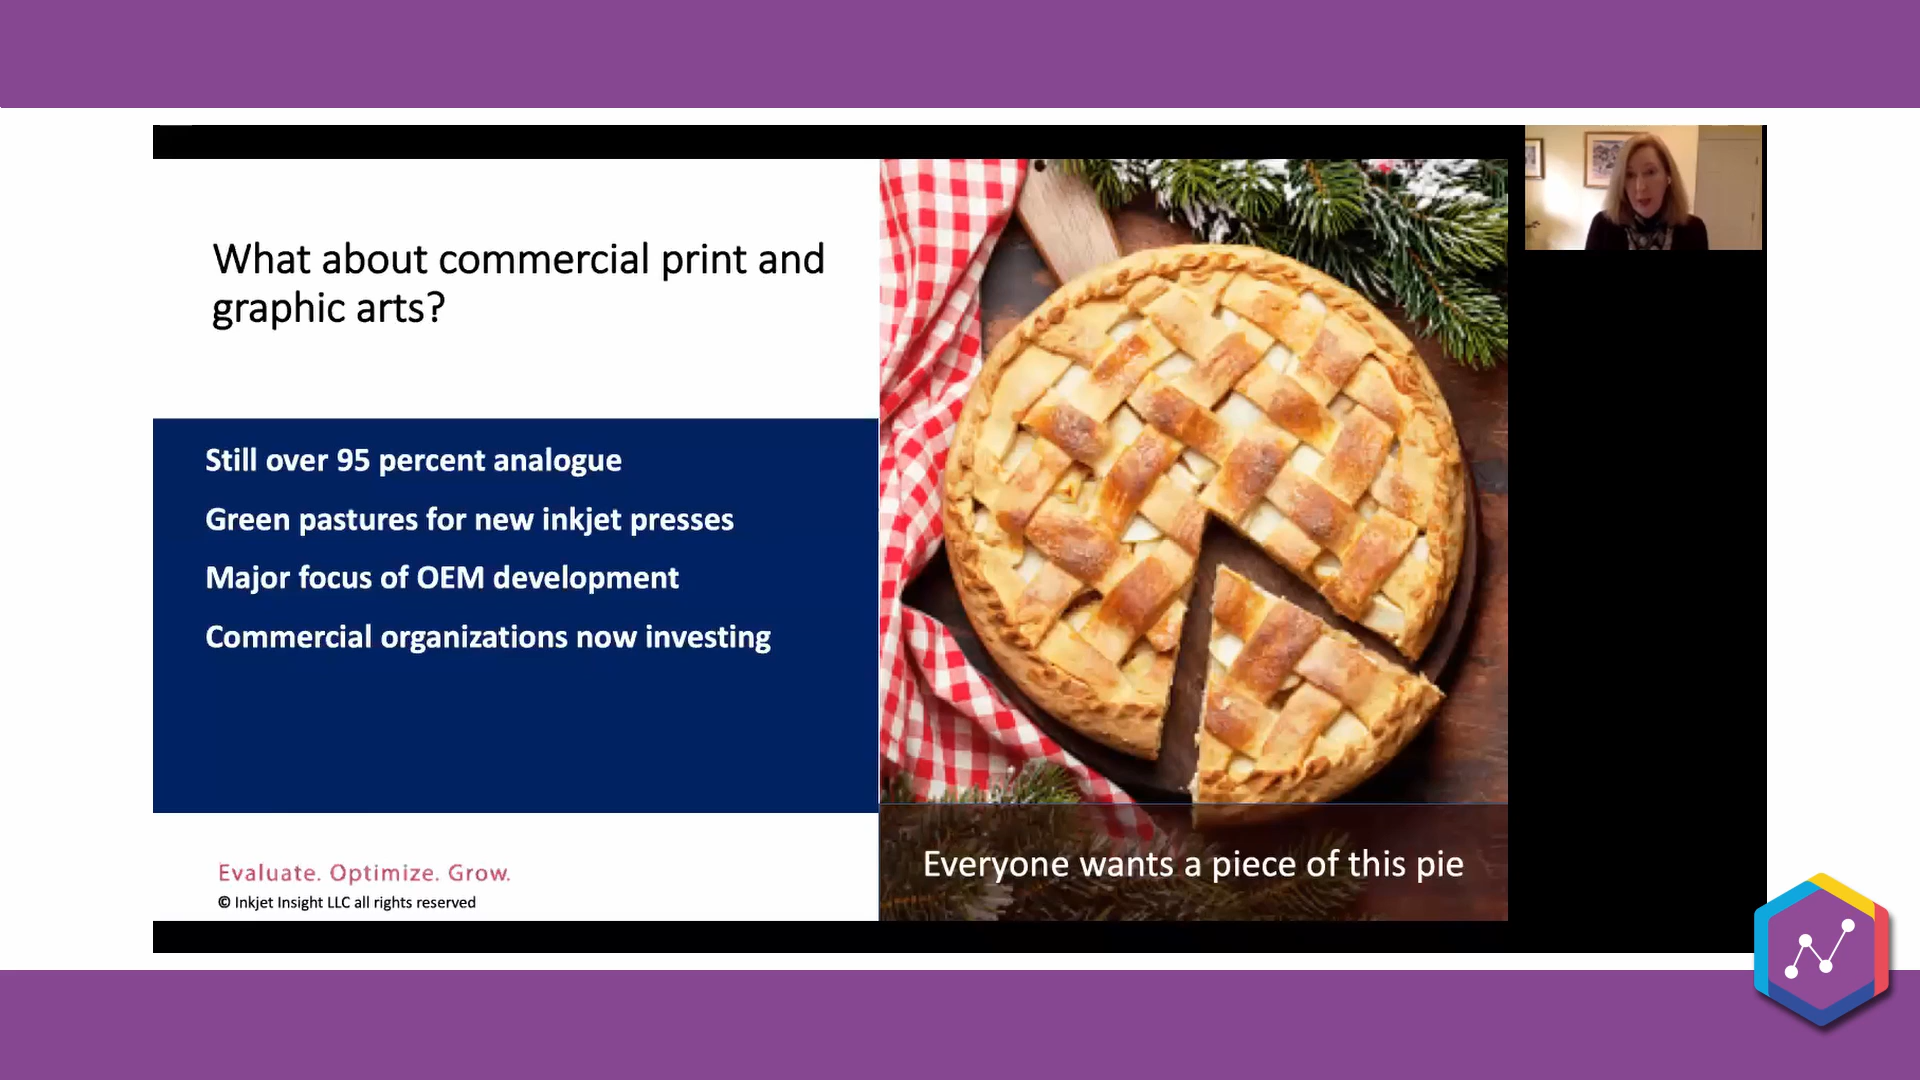 What about commercial print and
graphic arts?
Still over 95 percent analogue
Green pastures for new inkjet presses
Major focus of OEM development
Commercial organizations now investing
Evaluate. Optimize. Grow.
© Inkjet Insight LLC all rights reserved
Everyone wants a piece of this pie